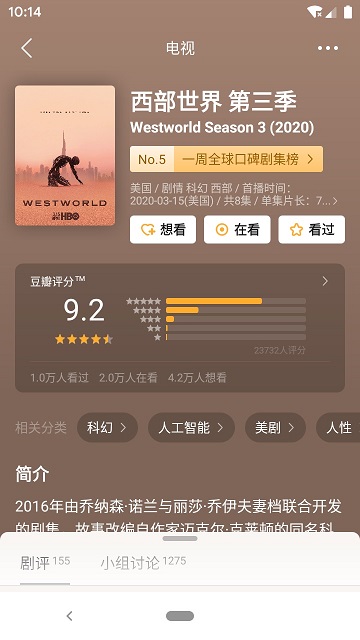 10:14
电视
西部世界 第三季
Westworld Season 3 (2020)
No.5 一周全球口碑剧集榜
美国 / 剧情 科幻 西部 / 首播时间:
2020-03-15(美国) / 共8集 / 单集片长: 7...
WESTWORLD
HBO
想看 在看 看过
豆瓣评分™
9.2
23732人评分
1.0万人看过 2.0万人在看 4.2万人想看
相关分类 科幻 人工智能 美剧 人性
简介
2016年由乔纳森·诺兰与丽莎·乔伊夫妻档联合开发
的剧集，故事改编自作家迈克尔·克莱顿的同名科
剧评 155 小组讨论 1275